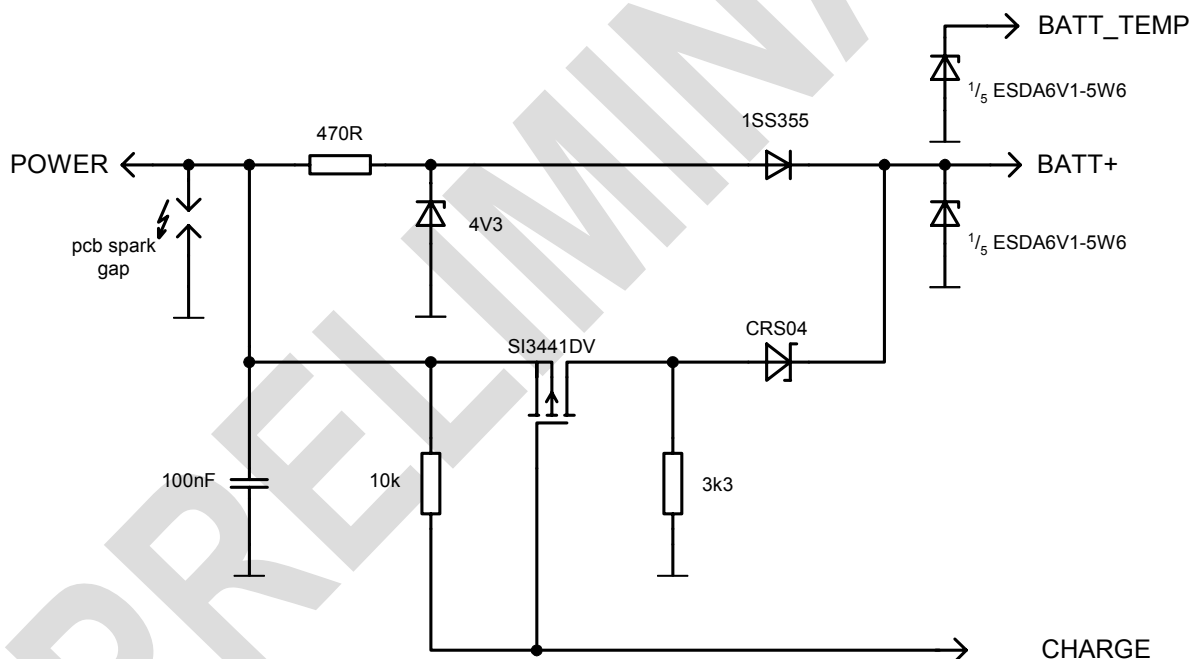 BATT_TEMP
1/5 ESDA6V1-5W6
1SS355
470R
POWER
BATT+
4V3
1/5 ESDA6V1-5W6
pcb spark
gap
CRS04
SI3441DV
100nF
10k
3k3
CHARGE